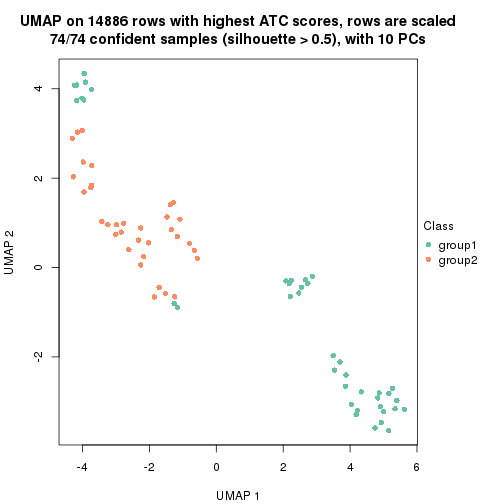 UMAP on 14886 rows with highest ATC scores, rows are scaled
74/74 confident samples (silhouette > 0.5), with 10 PCs
4
2
0
-2
UMAP 2
-4
-2
0
2
4
6
UMAP 1
Class
group1
group2